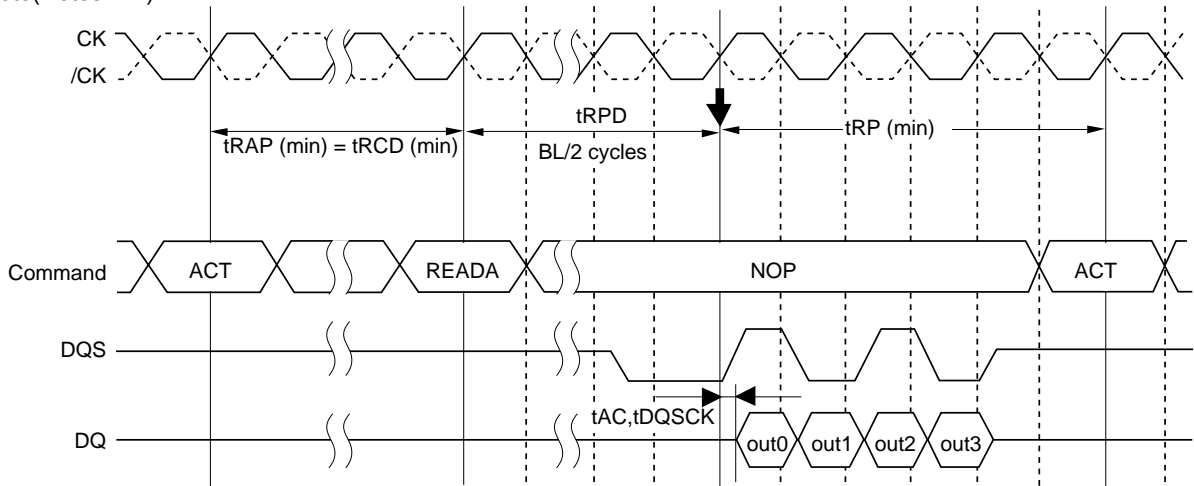 CK
/CK
tRPD
tRP (min)
tRAP (min) = tRCD (min)
BL/2 cycles
Command
ACT
READA
NOP
ACT
DQS
tAC,tDQSCK
DQ
out0
out1
out2
out3